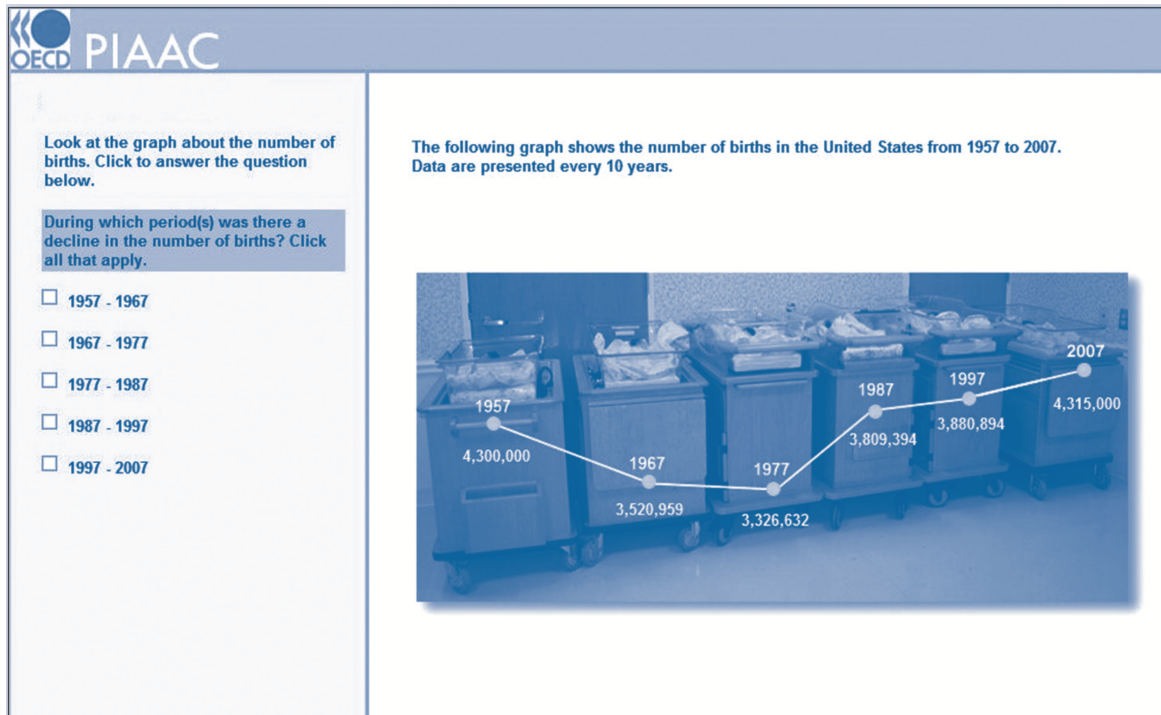 OECD PIAAC
Look at the graph about the number of
births. Click to answer the question
below.
During which period(s) was there a
decline in the number of births? Click
all that apply.
1957 - 1967
1967 - 1977
1977 - 1987
1987 - 1997
1997 - 2007
The following graph shows the number of births in the United States from 1957 to 2007.
Data are presented every 10 years.
1957
4,300,000
1967
3,520,959
1977
3,326,632
1987
3,809,394
1997
3,880,894
2007
4,315,000